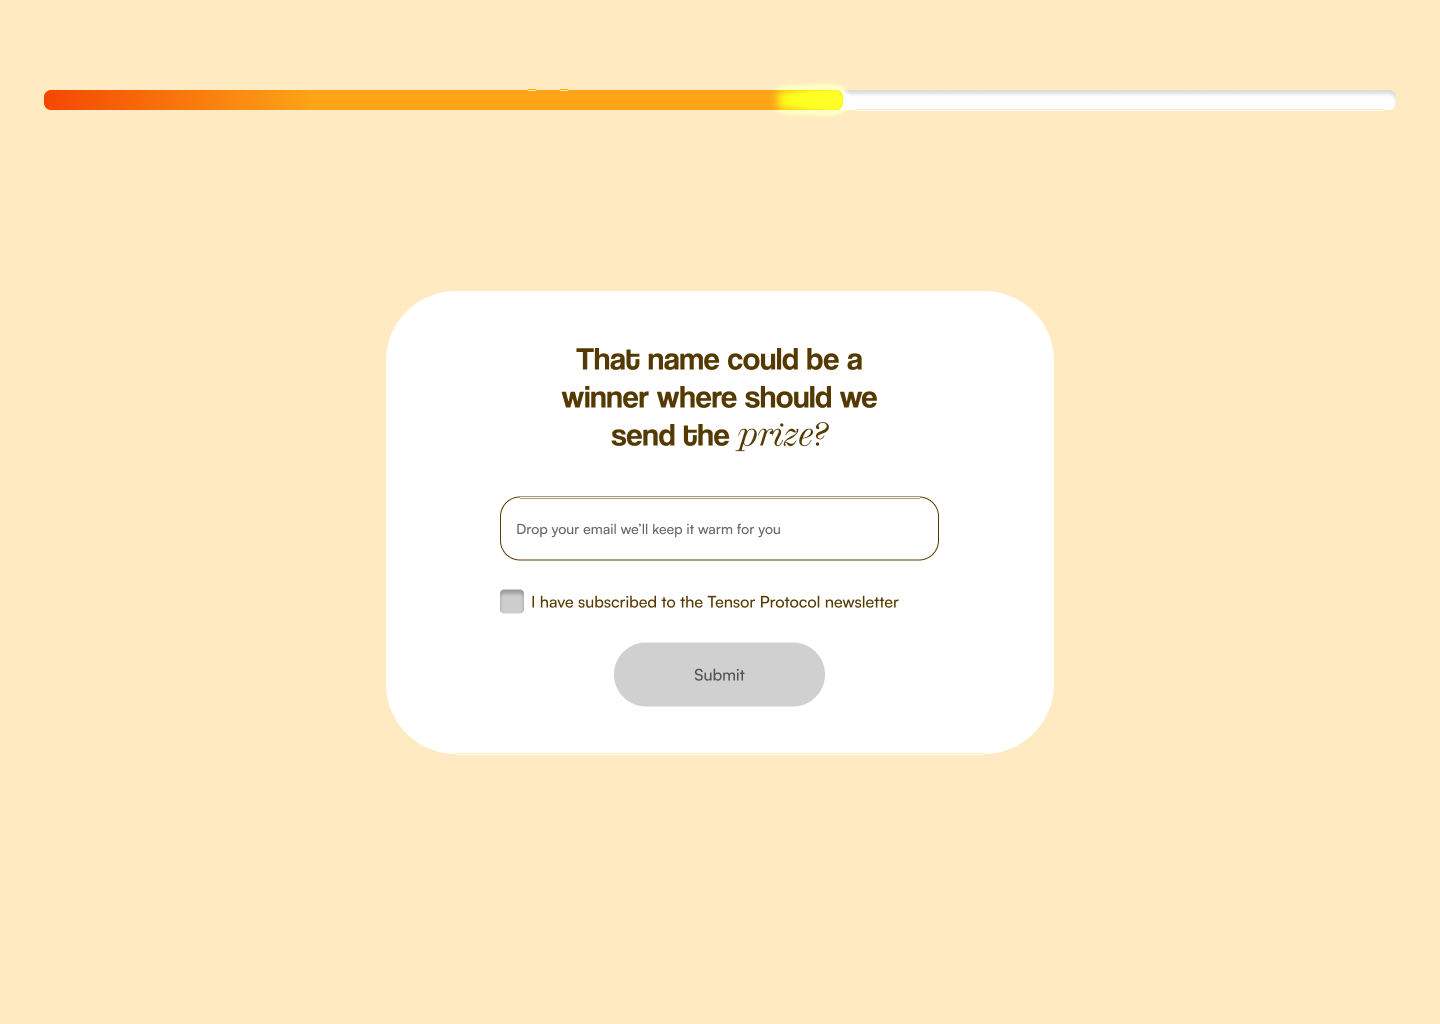 That name could be a
winner where should we
send the prize?
Drop your email we'll keep it warm for you
I have subscribed to the Tensor Protocol newsletter
Submit